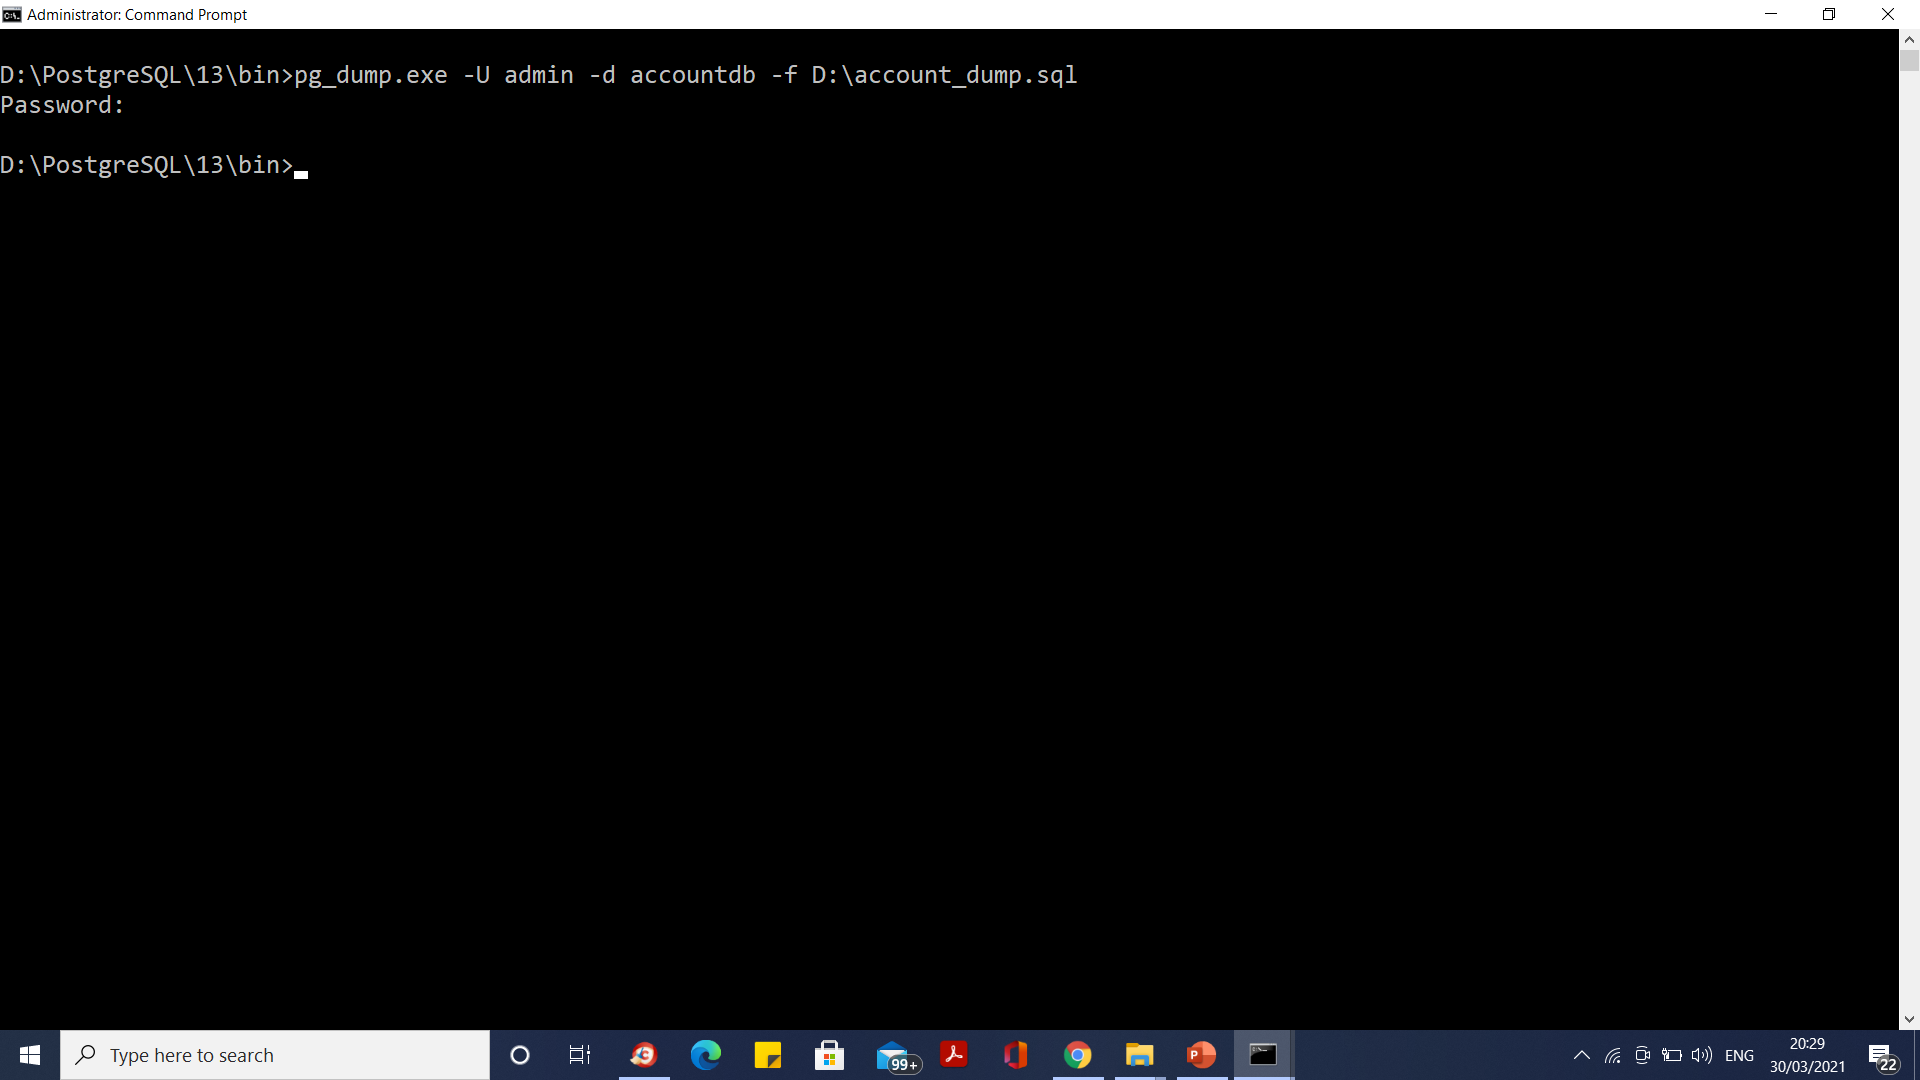 Administrator: Command Prompt
D:\PostgreSQL\13\bin>pg_dump.exe -U admin -d accountdb -f D:\account_dump.sql
Password:
D:\PostgreSQL\13\bin>
Type here to search
99+
ENG
20:29
30/03/2021
22